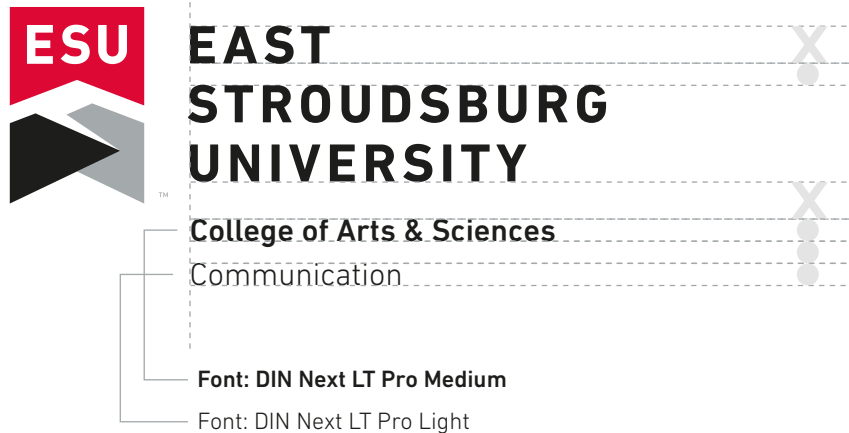 ESU
EAST
X
STROUDSBURG
UNIVERSITY
™
X
College of Arts & Sciences
Communication
Font: DIN Next LT Pro Medium
Font: DIN Next LT Pro Light